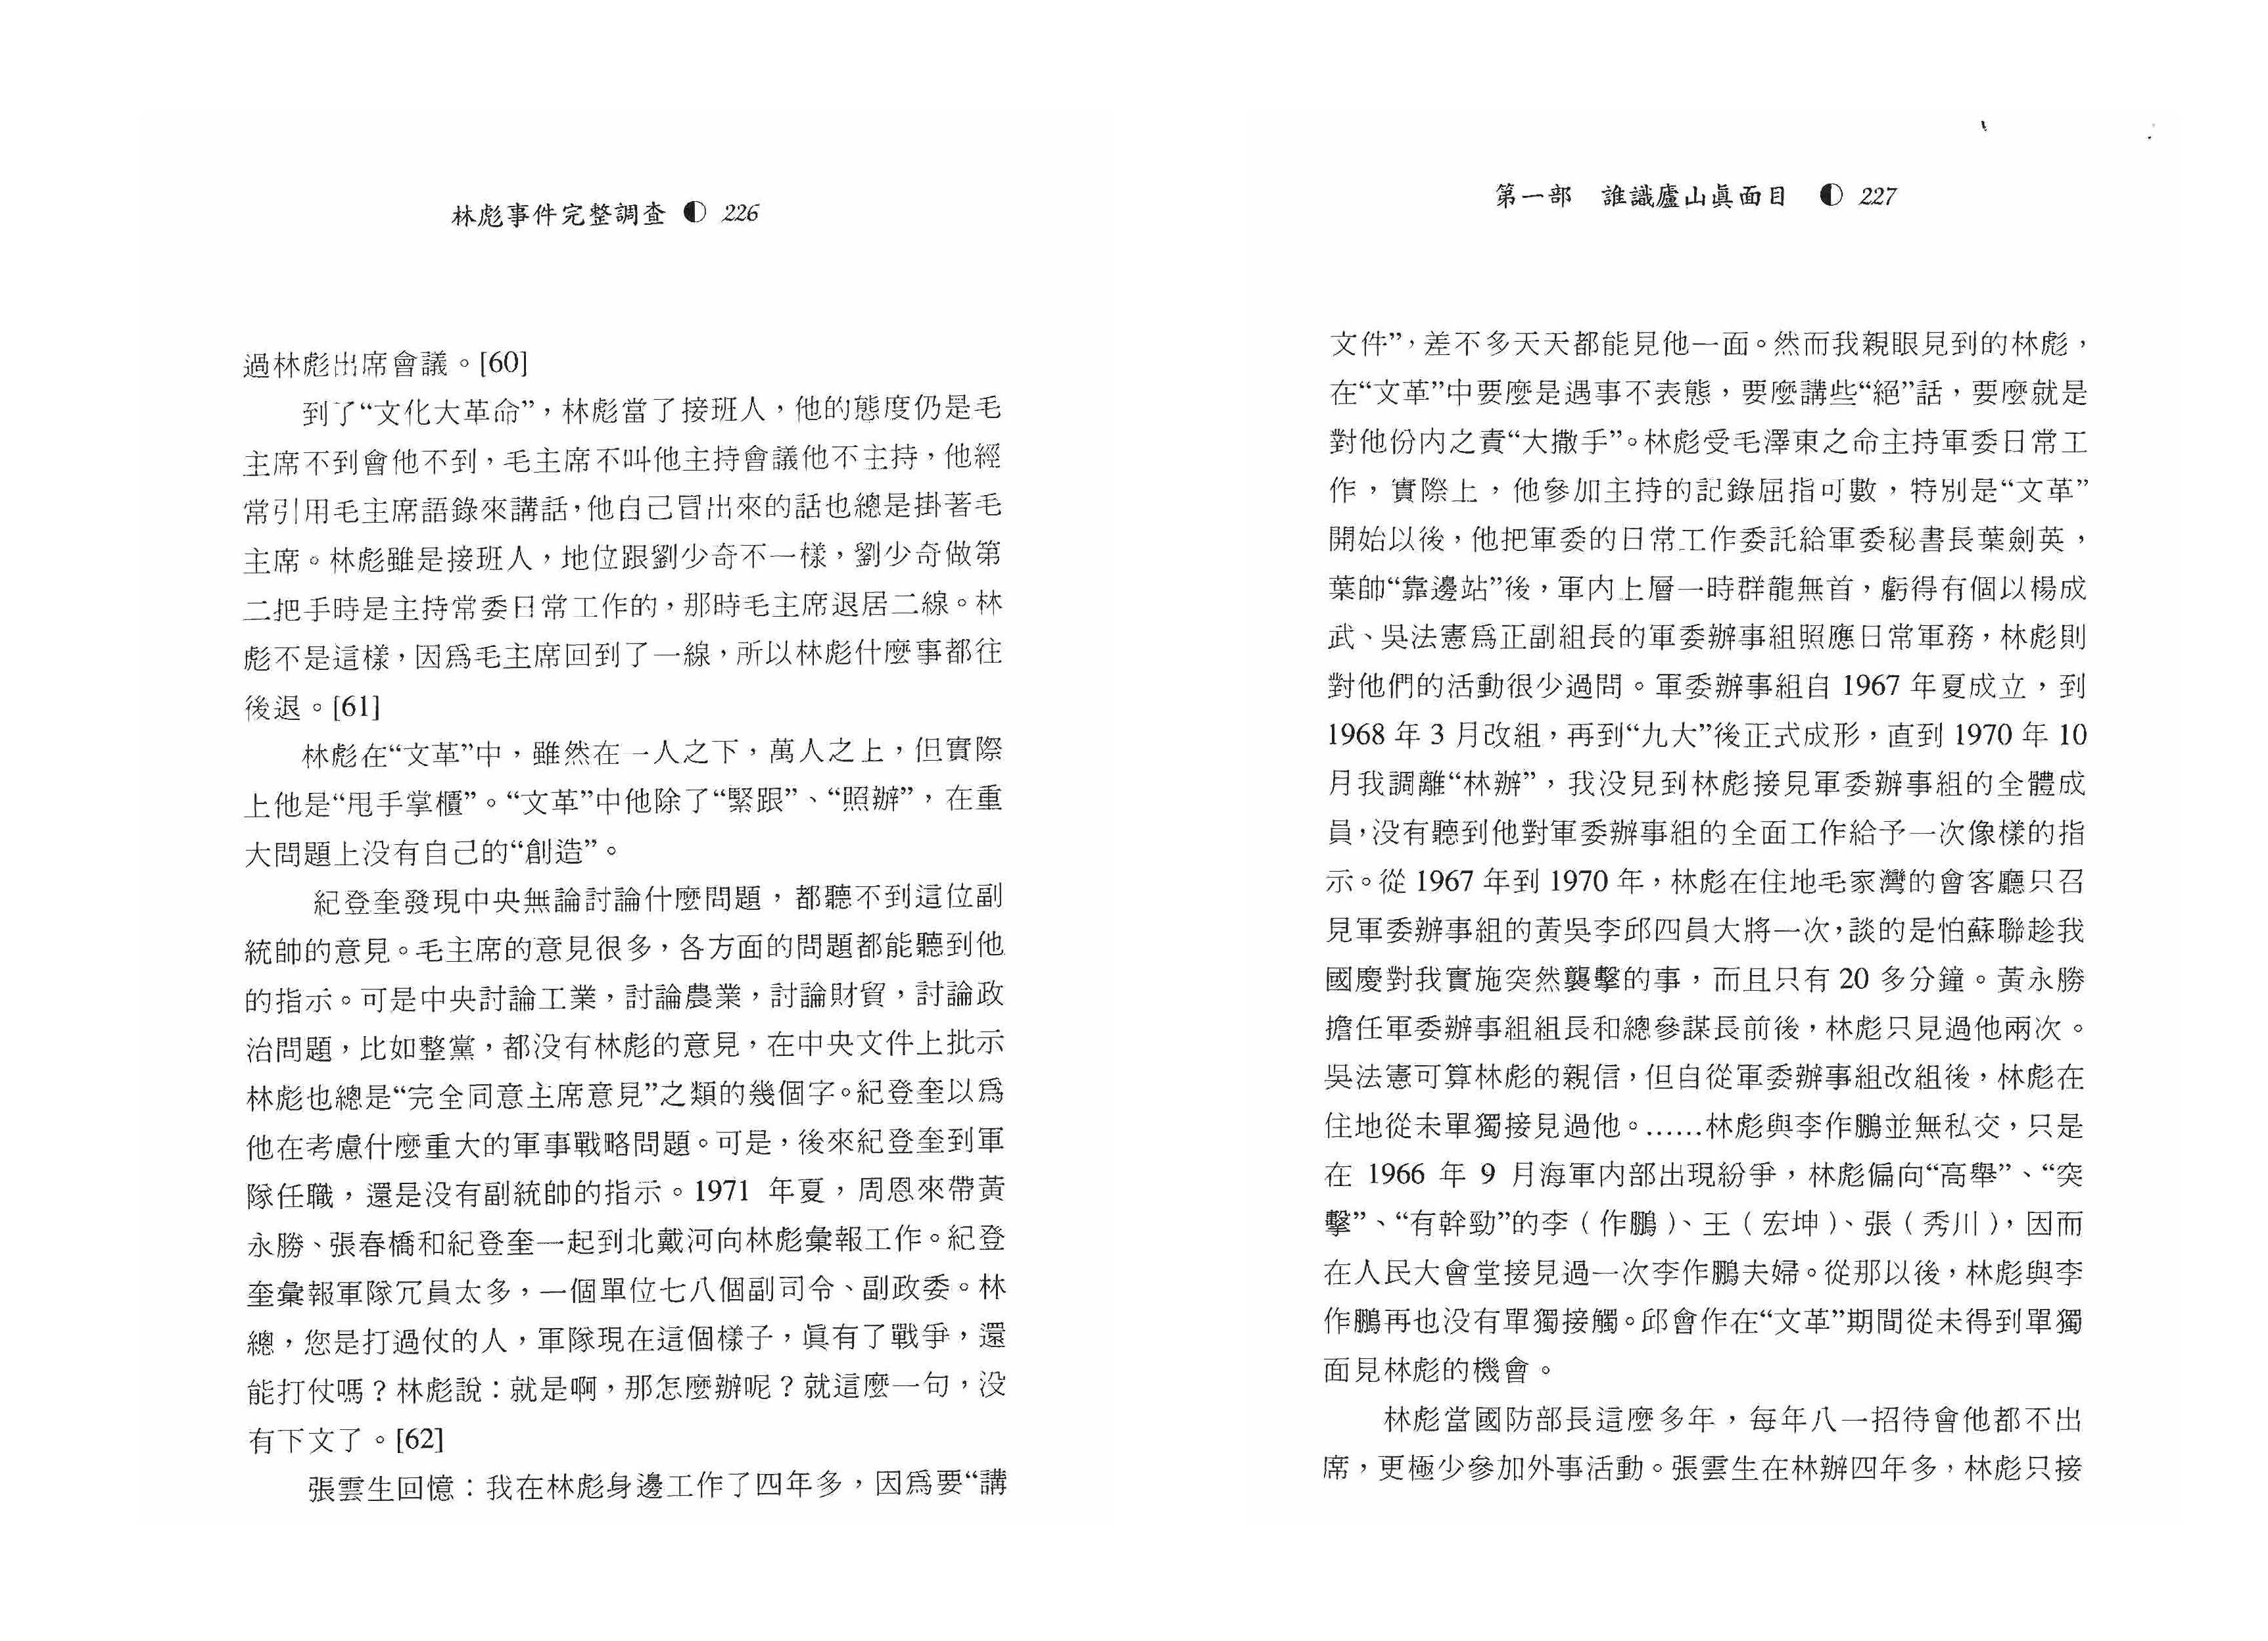 林彪事件完整調查 ◐ 226
過林彪出席會議。[60]
到了“文化大革命”，林彪當了接班人，他的態度仍是毛
主席不到會他不到，毛主席不叫他主持會議他不主持，他經
常引用毛主席語錄來講話，他自己冒出來的話也總是掛著毛
主席。林彪雖是接班人，地位跟劉少奇不一樣，劉少奇做第
二把手時是主持常委日常工作的，那時毛主席退居二線。林
彪不是這樣，因爲毛主席回到了一線，所以林彪什麼事都往
後退。[61]
林彪在“文革”中，雖然在一人之下，萬人之上，但實際
上他是“甩手掌櫃”。“文革”中他除了“緊跟”、“照辦”，在重
大問題上没有自己的“創造”。
紀登奎發現中央無論討論什麼問題，都聽不到這位副
統帥的意見。毛主席的意見很多，各方面的問題都能聽到他
的指示。可是中央討論工業，討論農業，討論財貿，討論政
治問題，比如整黨，都没有林彪的意見，在中央文件上批示
林彪也總是“完全同意主席意見”之類的幾個字。紀登奎以爲
他在考慮什麼重大的軍事戰略問題。可是，後來紀登奎到軍
隊任職，還是没有副統帥的指示。1971 年夏，周恩來帶黃
永勝、張春橋和紀登奎一起到北戴河向林彪彙報工作。紀登
奎彙報軍隊冗員太多，一個單位七八個副司令、副政委。林
總，您是打過仗的人，軍隊現在這個樣子，眞有了戰爭，還
能打仗嗎？林彪說：就是啊，那怎麼辦呢？就這麼一句，没
有下文了。[62]
張雲生回憶：我在林彪身邊工作了四年多，因爲要“講
第一部 誰識廬山眞面目 ◐ 227
文件”，差不多天天都能見他一面。然而我親眼見到的林彪，
在“文革”中要麼是遇事不表態，要麼講些“絕”話，要麼就是
對他份內之責“大撒手”。林彪受毛澤東之命主持軍委日常工
作，實際上，他參加主持的記錄屈指可數，特別是“文革”
開始以後，他把軍委的日常工作委託給軍委秘書長葉劍英，
葉帥“靠邊站”後，軍内上層一時群龍無首，虧得有個以楊成
武、吳法憲爲正副組長的軍委辦事組照應日常軍務，林彪則
對他們的活動很少過問。軍委辦事組自 1967 年夏成立，到
1968 年 3 月改組，再到“九大”後正式成形，直到 1970 年 10
月我調離“林辦”，我没見到林彪接見軍委辦事組的全體成
員，没有聽到他對軍委辦事組的全面工作給予一次像樣的指
示。從 1967 年到 1970 年，林彪在住地毛家灣的會客廳只召
見軍委辦事組的黃吳李邱四員大將一次，談的是怕蘇聯趁我
國慶對我實施突然襲擊的事，而且只有 20 多分鐘。黃永勝
擔任軍委辦事組組長和總參謀長前後，林彪只見過他兩次。
吳法憲可算林彪的親信，但自從軍委辦事組改組後，林彪在
住地從未單獨接見過他。……林彪與李作鵬並無私交，只是
在 1966 年 9 月海軍内部出現紛爭，林彪偏向“高舉”、“突
擊”、“有幹勁”的李（作鵬）、王（宏坤）、張（秀川），因而
在人民大會堂接見過一次李作鵬夫婦。從那以後，林彪與李
作鵬再也没有單獨接觸。邱會作在“文革”期間從未得到單獨
面見林彪的機會。
林彪當國防部長這麼多年，每年八一招待會他都不出
席，更極少參加外事活動。張雲生在林辦四年多，林彪只接